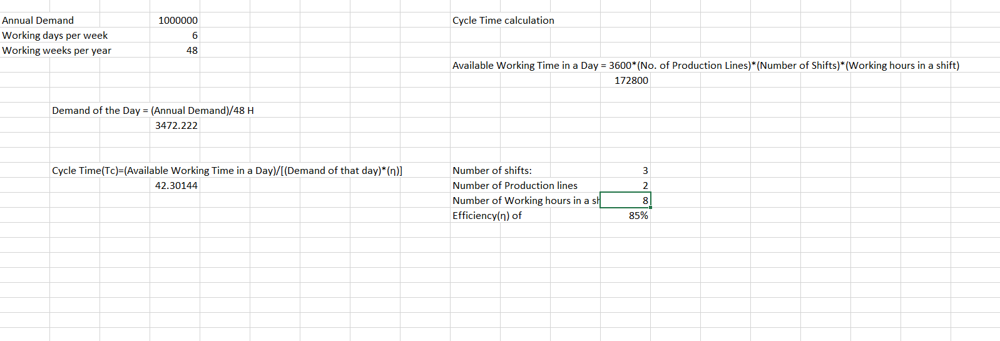 Annual Demand 1000000 Cycle Time calculation
Working days per week 6
Working weeks per year 48
Available Working Time in a Day = 3600*(No. of Production Lines)*(Number of Shifts)*(Working hours in a shift)
172800
Demand of the Day = (Annual Demand)/48 H
3472.222
Cycle Time(Tc)=(Available Working Time in a Day)/[(Demand of that day)*(η)] Number of shifts: 3
42.30144 Number of Production lines 2
Number of Working hours in a sh 8
Efficiency(η) of 85%